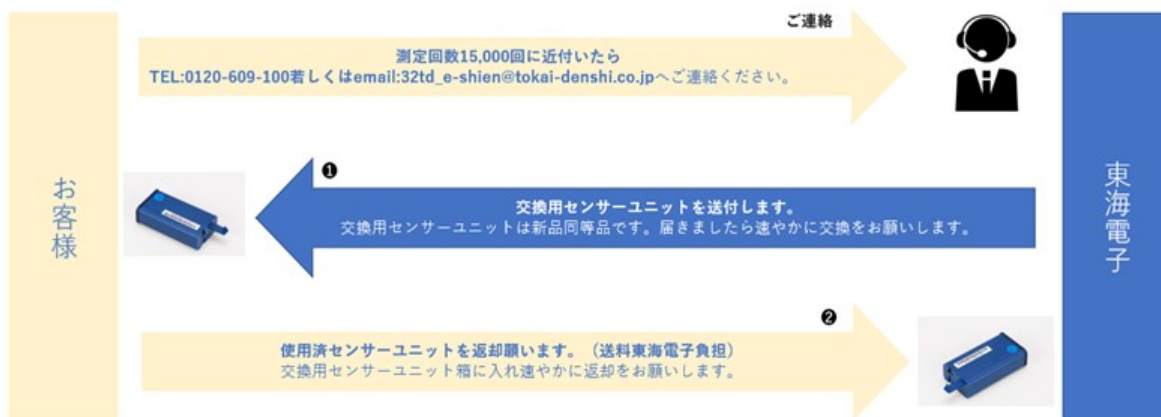 ご連絡
測定回数15,000回に近付いたら
TEL:0120-609-100若しくはemail:32td_e-shien@tokai-denshi.co.jpへご連絡ください。
お客様
❶
交換用センサーユニットを送付します。
交換用センサーユニットは新品同等品です。届きましたら速やかに交換をお願いします。
東海電子
❷
使用済センサーユニットを返却願います。（送料東海電子負担）
交換用センサーユニット箱に入れ速やかに返却をお願いします。